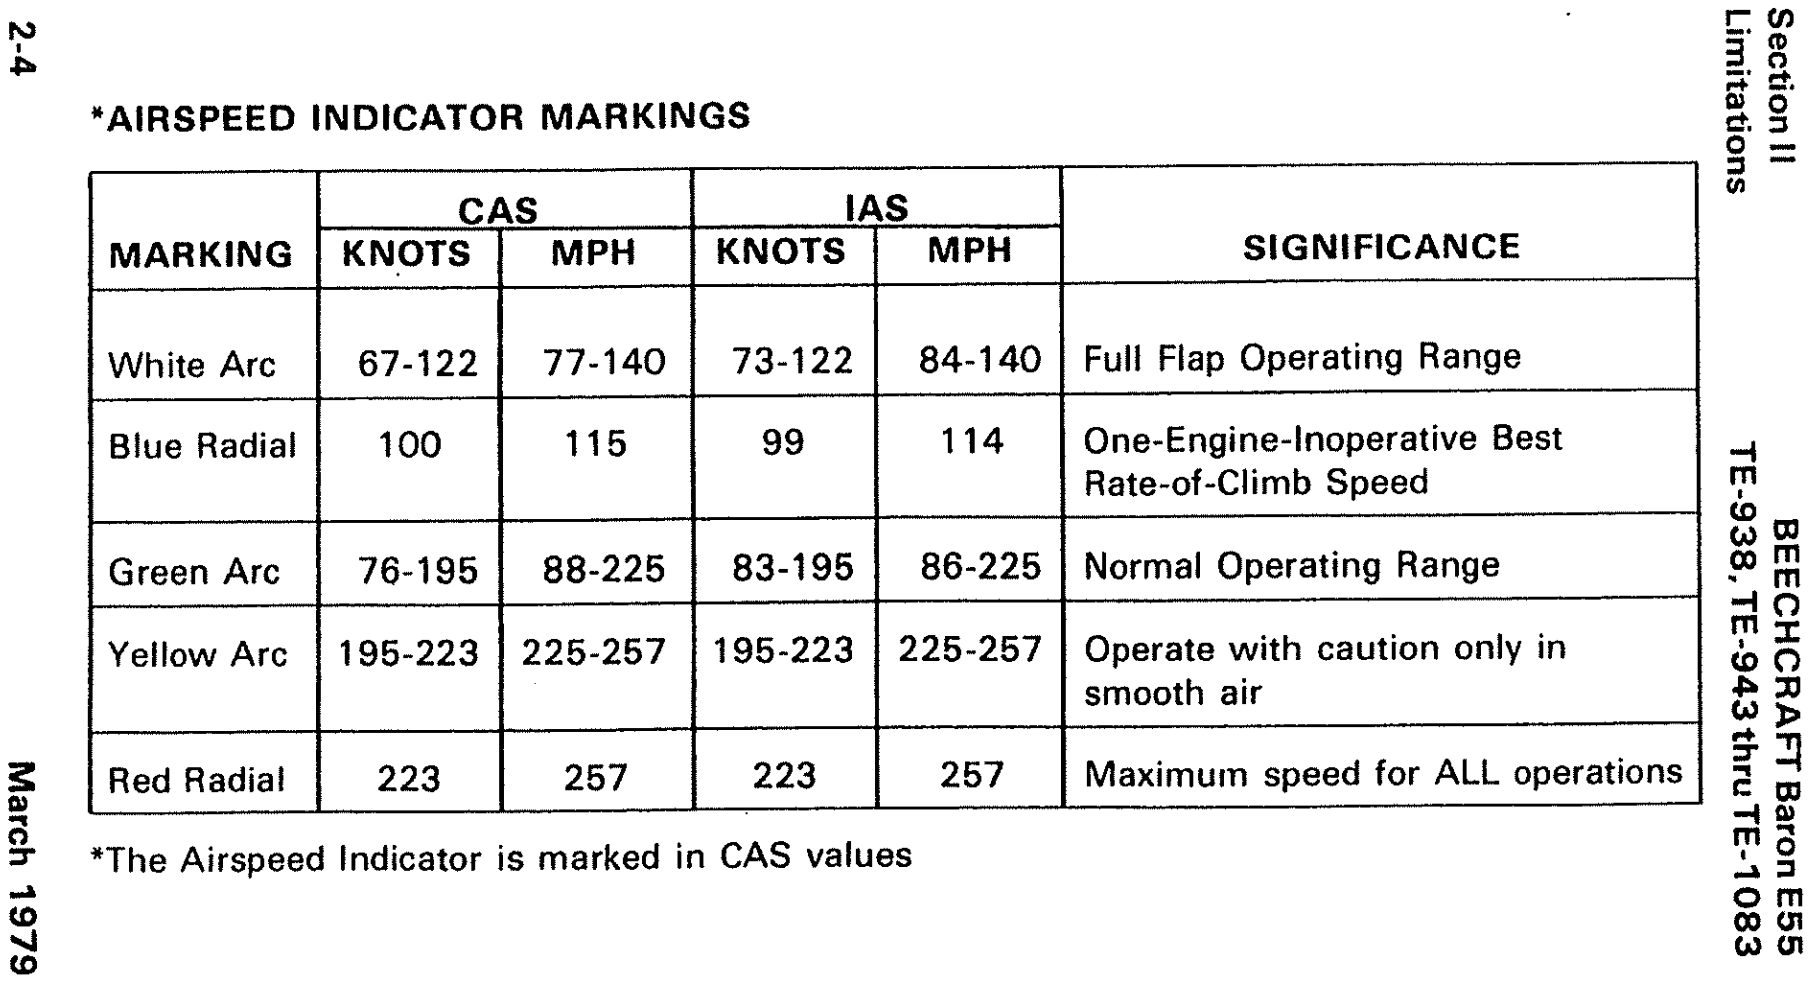 Section II
Limitations
BEECHCRAFT Baron E55
TE-938, TE-943 thru TE-1083
*AIRSPEED INDICATOR MARKINGS
MARKING CAS IAS SIGNIFICANCE
KNOTS MPH KNOTS MPH
White Arc 67-122 77-140 73-122 84-140 Full Flap Operating Range
Blue Radial 100 115 99 114 One-Engine-Inoperative Best
Rate-of-Climb Speed
Green Arc 76-195 88-225 83-195 86-225 Normal Operating Range
Yellow Arc 195-223 225-257 195-223 225-257 Operate with caution only in
smooth air
Red Radial 223 257 223 257 Maximum speed for ALL operations
*The Airspeed Indicator is marked in CAS values
2-4
March 1979